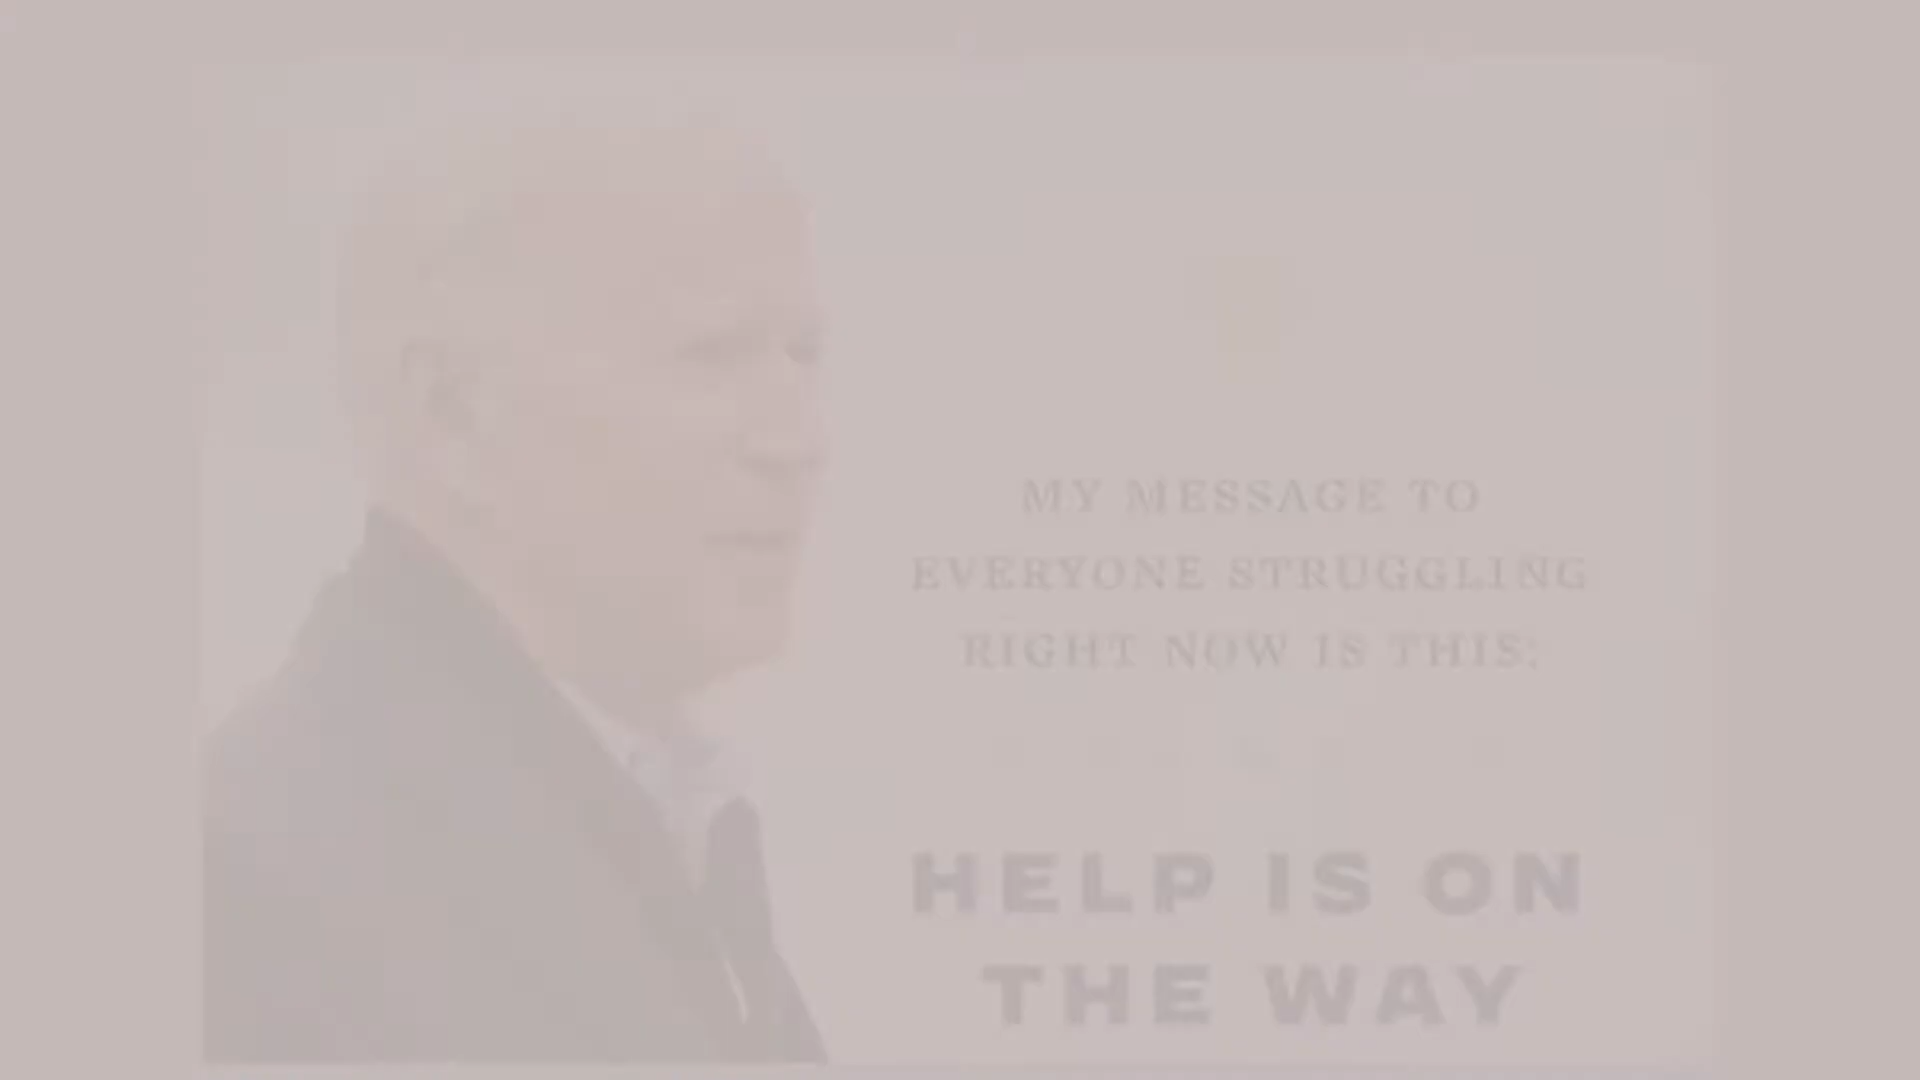 MY MESSAGE TO
EVERYONE STRUGGLING
RIGHT NOW IS THIS:
HELP IS ON
THE WAY